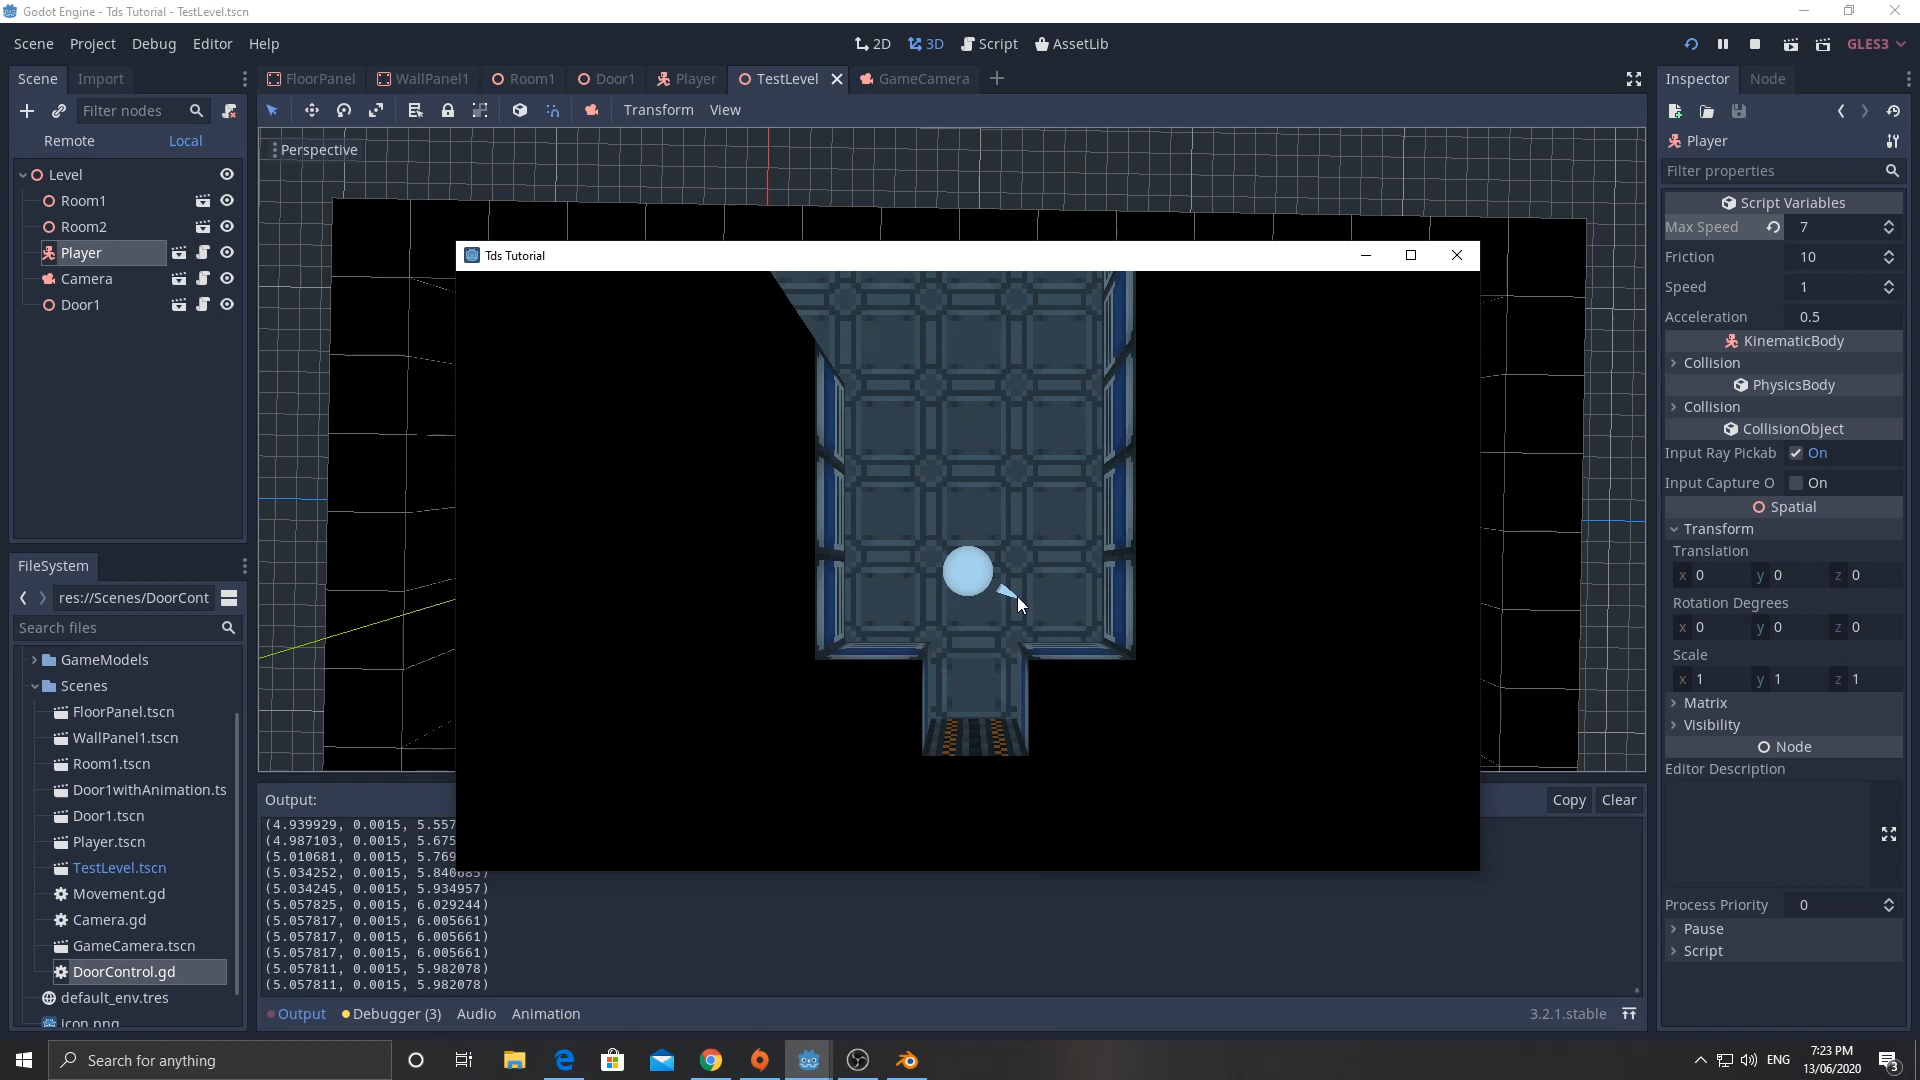 Godot Engine - Tds Tutorial - TestLevel.tscn
Scene Project Debug Editor Help
2D 3D Script AssetLib
GLES3
Scene Import
FloorPanel WallPanel1 Room1 Door1 Player TestLevel GameCamera
Inspector Node
Filter nodes
Transform View
Remote Local
Perspective
Player
Filter properties
Level
Room1
Room2
Player
Camera
Door1
Tds Tutorial
Script Variables
Max Speed 7
Friction 10
Speed 1
Acceleration 0.5
KinematicBody
Collision
PhysicsBody
Collision
CollisionObject
Input Ray Pickab On
Input Capture O On
Spatial
Transform
Translation
x 0 y 0 z 0
Rotation Degrees
x 0 y 0 z 0
Scale
x 1 y 1 z 1
Matrix
Visibility
Node
Editor Description
Process Priority 0
Pause
Script
FileSystem
res://Scenes/DoorCont
Search files
GameModels
Scenes
FloorPanel.tscn
WallPanel1.tscn
Room1.tscn
Door1withAnimation.ts
Door1.tscn
Player.tscn
TestLevel.tscn
Movement.gd
Camera.gd
GameCamera.tscn
DoorControl.gd
default_env.tres
icon.png
Output:
Copy Clear
(4.939929, 0.0015, 5.557
(4.987103, 0.0015, 5.675
(5.010681, 0.0015, 5.769
(5.034252, 0.0015, 5.840685)
(5.034245, 0.0015, 5.934957)
(5.057825, 0.0015, 6.029244)
(5.057817, 0.0015, 6.005661)
(5.057817, 0.0015, 6.005661)
(5.057817, 0.0015, 6.005661)
(5.057811, 0.0015, 5.982078)
(5.057811, 0.0015, 5.982078)
Output Debugger (3) Audio Animation
3.2.1.stable
Search for anything
ENG
7:23 PM
13/06/2020
3